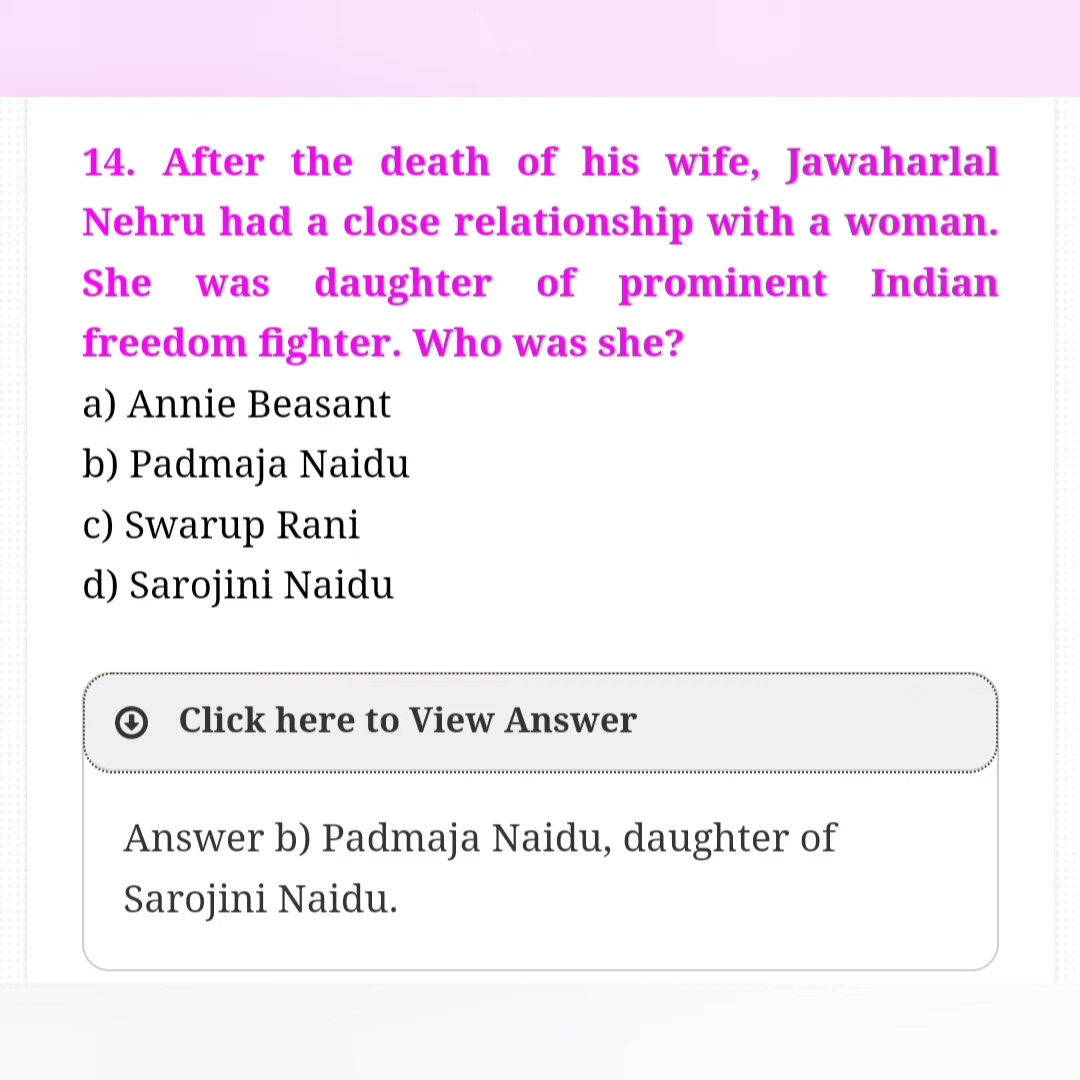 14. After the death of his wife, Jawaharlal
Nehru had a close relationship with a woman.
She was daughter of prominent Indian
freedom fighter. Who was she?
a) Annie Beasant
b) Padmaja Naidu
c) Swarup Rani
d) Sarojini Naidu
Click here to View Answer
Answer b) Padmaja Naidu, daughter of
Sarojini Naidu.